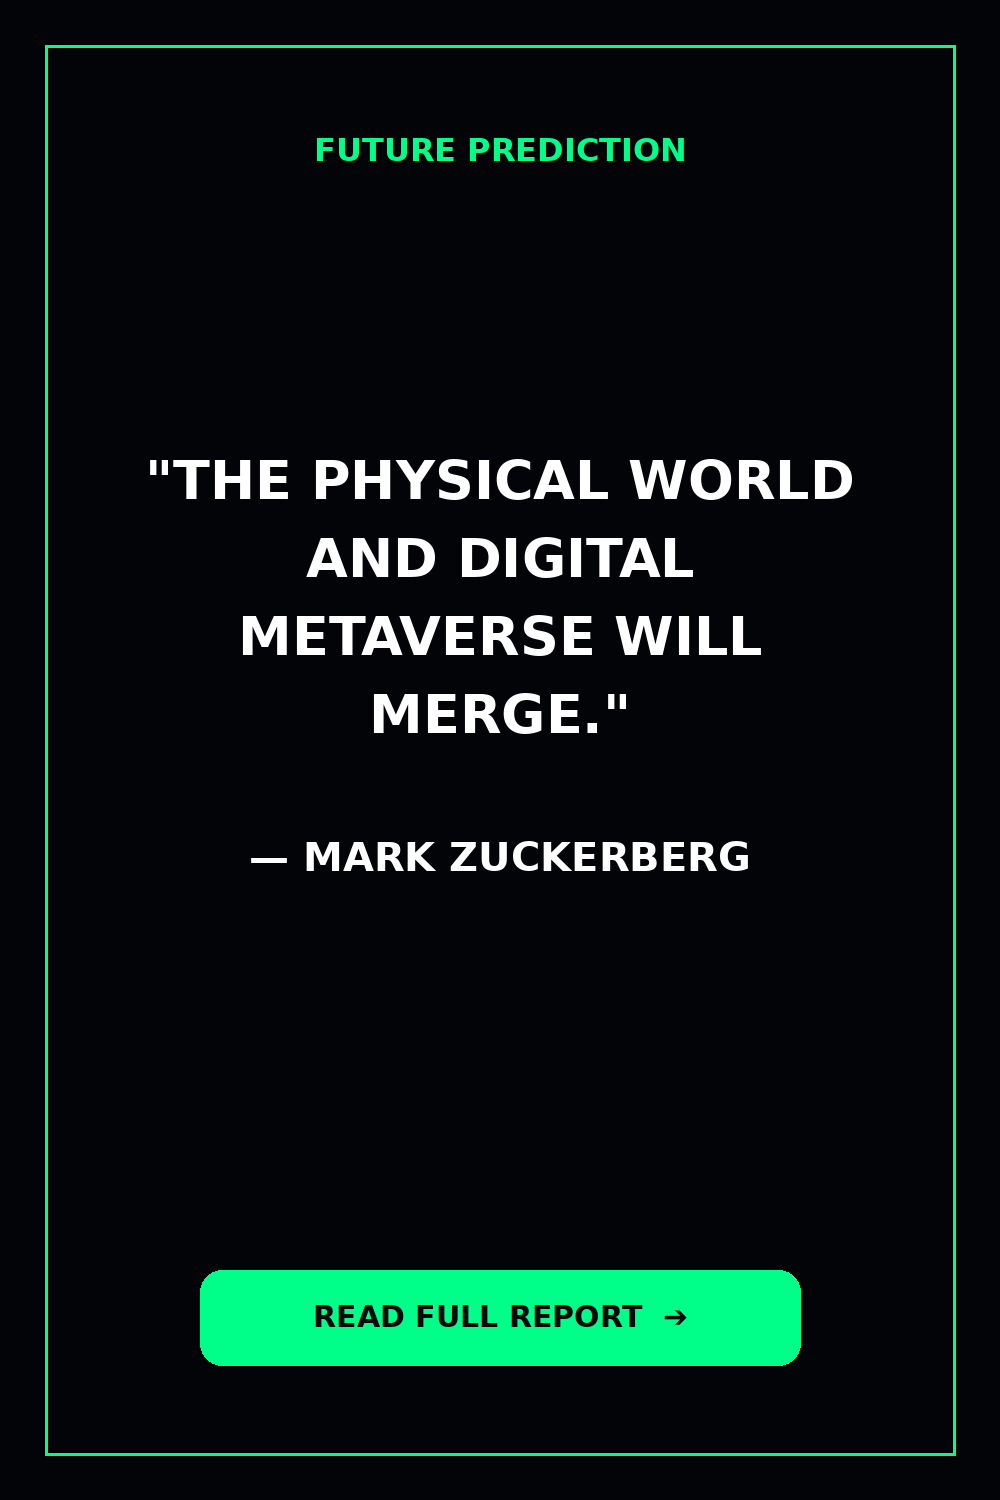 FUTURE PREDICTION
"THE PHYSICAL WORLD
AND DIGITAL
METAVERSE WILL
MERGE."
— MARK ZUCKERBERG
READ FULL REPORT ➔